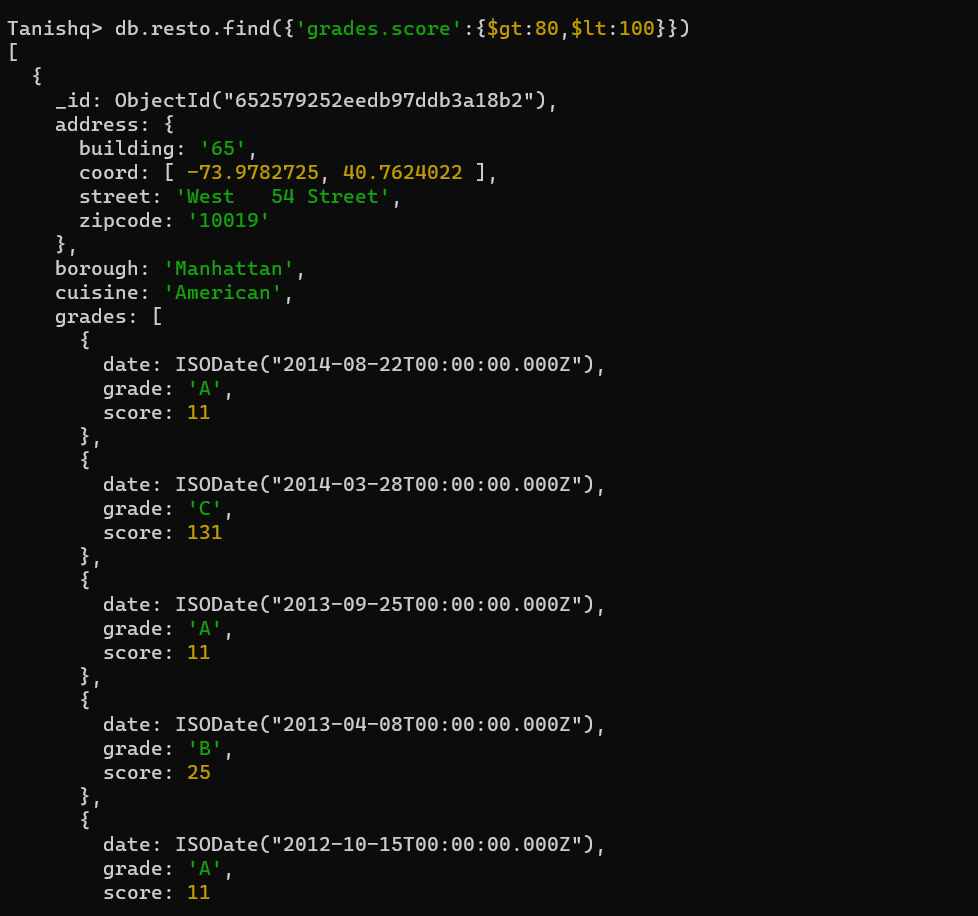 Tanishq> db.resto.find({'grades.score':{$gt:80,$lt:100}})
[
  {
    _id: ObjectId("652579252eedb97ddb3a18b2"),
    address: {
      building: '65',
      coord: [ -73.9782725, 40.7624022 ],
      street: 'West   54 Street',
      zipcode: '10019'
    },
    borough: 'Manhattan',
    cuisine: 'American',
    grades: [
      {
        date: ISODate("2014-08-22T00:00:00.000Z"),
        grade: 'A',
        score: 11
      },
      {
        date: ISODate("2014-03-28T00:00:00.000Z"),
        grade: 'C',
        score: 131
      },
      {
        date: ISODate("2013-09-25T00:00:00.000Z"),
        grade: 'A',
        score: 11
      },
      {
        date: ISODate("2013-04-08T00:00:00.000Z"),
        grade: 'B',
        score: 25
      },
      {
        date: ISODate("2012-10-15T00:00:00.000Z"),
        grade: 'A',
        score: 11